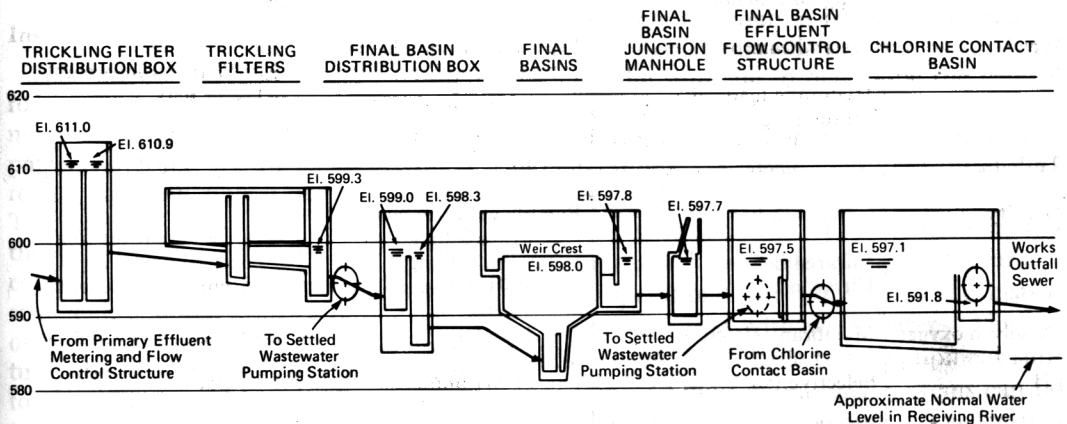 TRICKLING FILTER
DISTRIBUTION BOX
TRICKLING
FILTERS
FINAL BASIN
DISTRIBUTION BOX
FINAL
BASINS
FINAL
BASIN
JUNCTION
MANHOLE
FINAL BASIN
EFFLUENT
FLOW CONTROL
STRUCTURE
CHLORINE CONTACT
BASIN
620
610
600
590
580
El. 611.0
El. 610.9
El. 599.3
El. 599.0
El. 598.3
Weir Crest
El. 598.0
El. 597.8
El. 597.7
El. 597.5
El. 597.1
El. 591.8
Works
Outfall
Sewer
From Primary Effluent
Metering and Flow
Control Structure
To Settled
Wastewater
Pumping Station
To Settled
Wastewater
Pumping Station
From Chlorine
Contact Basin
Approximate Normal Water
Level in Receiving River